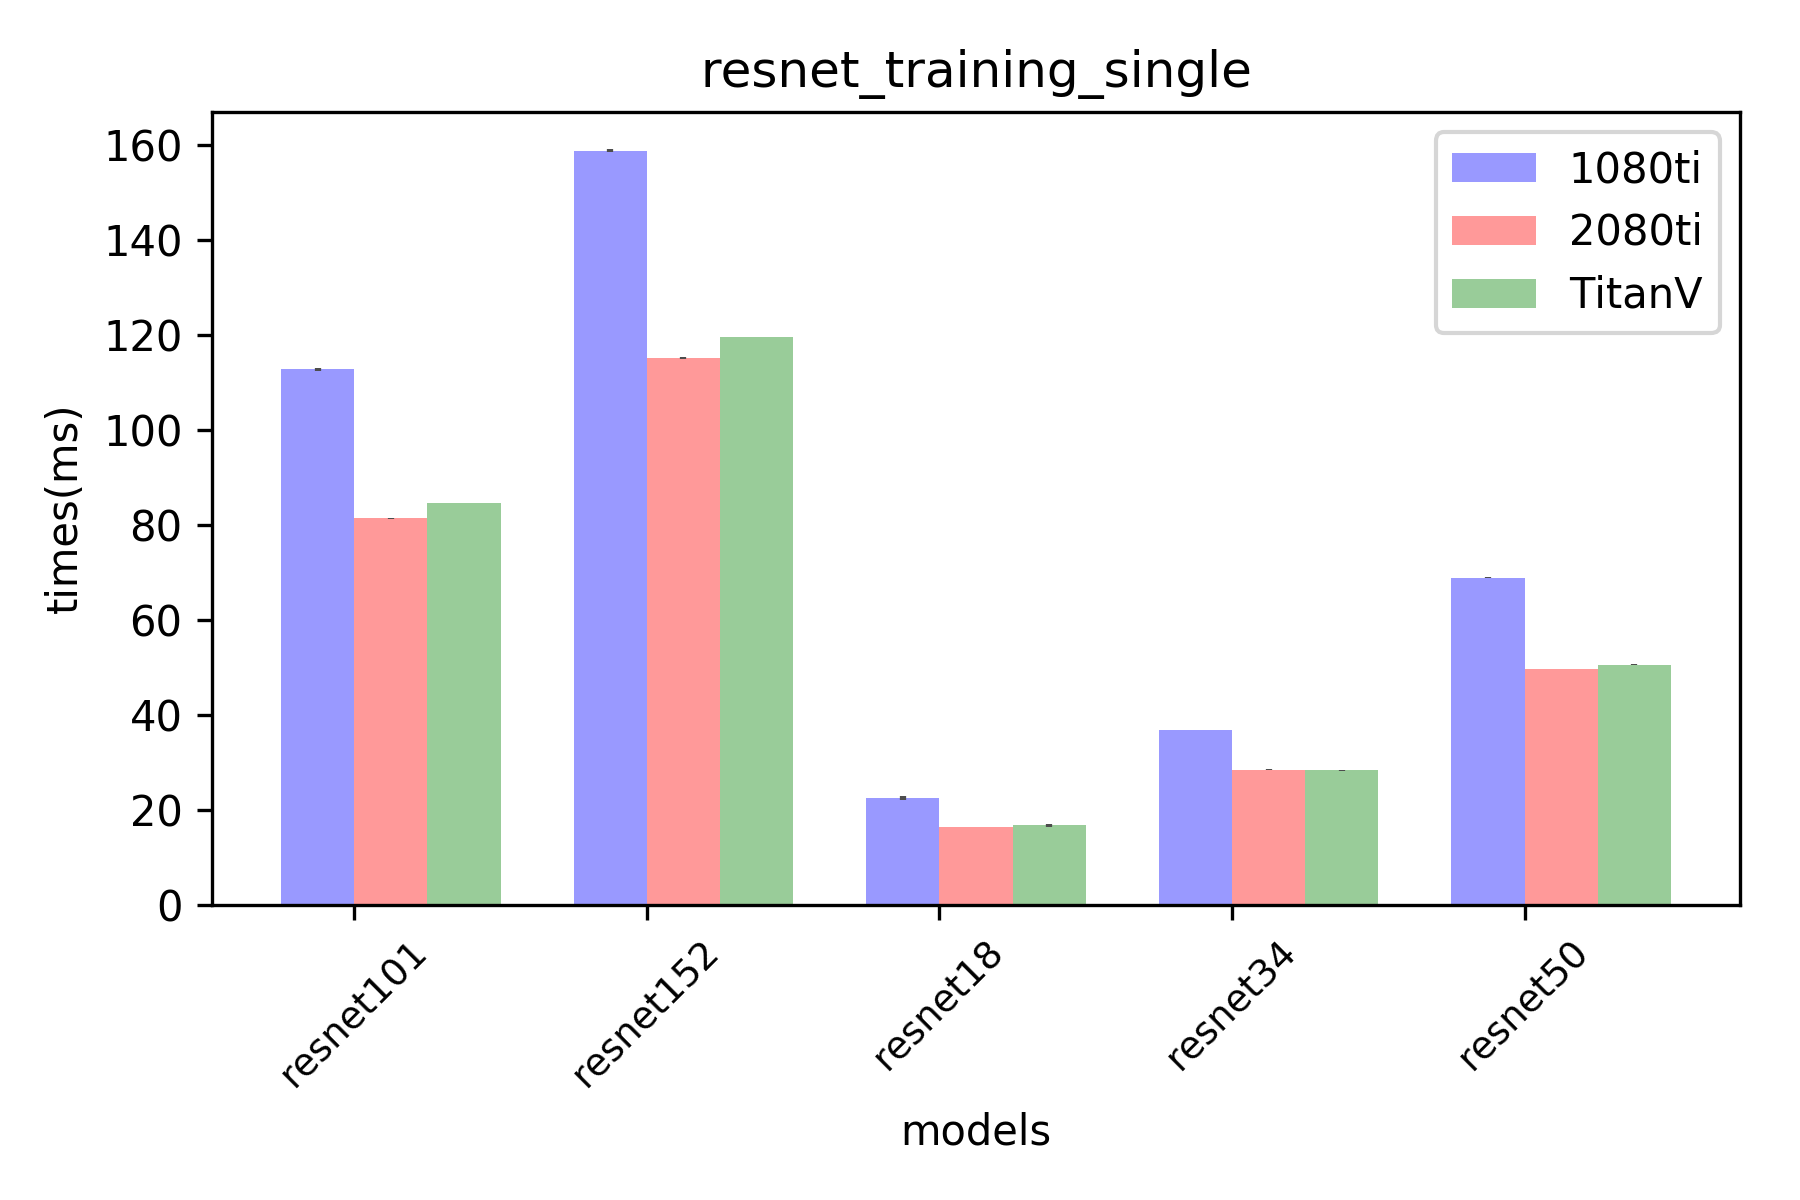 resnet_training_single
160
140
120
100
80
60
40
20
0
times(ms)
1080ti
2080ti
TitanV
resnet101
resnet152
resnet18
resnet34
resnet50
models